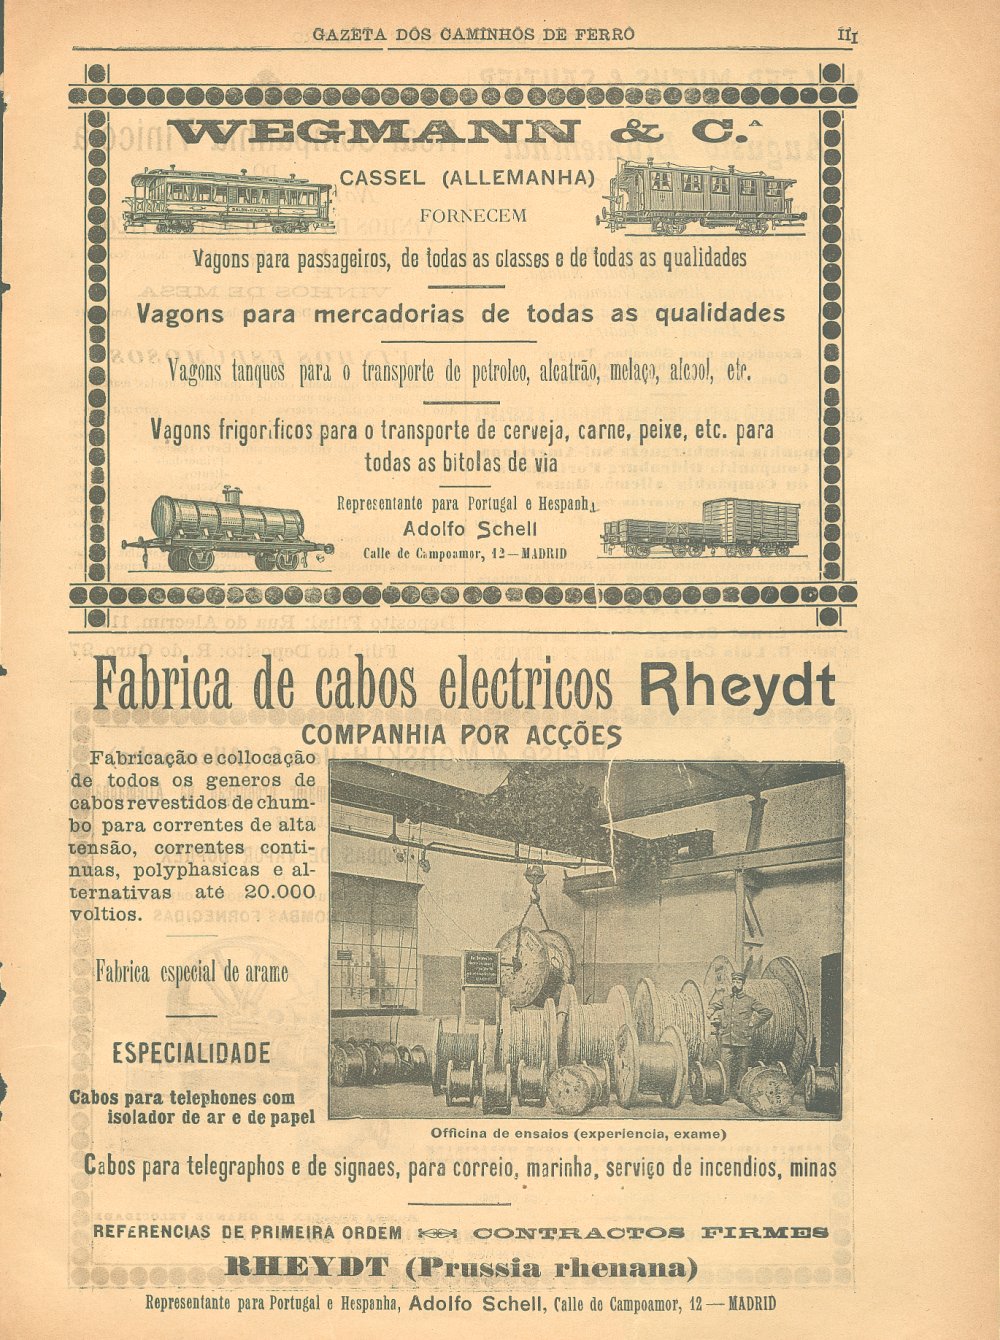 GAZETA DOS CAMINHOS DE FERRO
III
WEGMANN & C.ᴬ
CASSEL (ALLEMANHA)
FORNECEM
Vagons para passageiros, de todas as classes e de todas as qualidades
Vagons para mercadorias de todas as qualidades
Vagons tanques para o transporte de petroleo, alcatrão, melaço, alcool, etc.
Vagons frigorificos para o transporte de cerveja, carne, peixe, etc. para
todas as bitolas de via
Representante para Portugal e Hespanha
Adolfo Schell
Calle de Campoamor, 12—MADRID
Fabrica de cabos electricos Rheydt
COMPANHIA POR ACÇÕES
Fabricação e collocação
de todos os generos de
cabos revestidos de chum-
bo para correntes de alta
tensão, correntes conti-
nuas, polyphasicas e al-
ternativas até 20.000
voltios.
Fabrica especial de arame
ESPECIALIDADE
Cabos para telephones com
isolador de ar e de papel
Officina de ensaios (experiencia, exame)
Cabos para telegraphos e de signaes, para correio, marinha, serviço de incendios, minas
REFERENCIAS DE PRIMEIRA ORDEM CONTRACTOS FIRMES
RHEYDT (Prussia rhenana)
Representante para Portugal e Hespanha, Adolfo Schell, Calle de Campoamor, 12 — MADRID